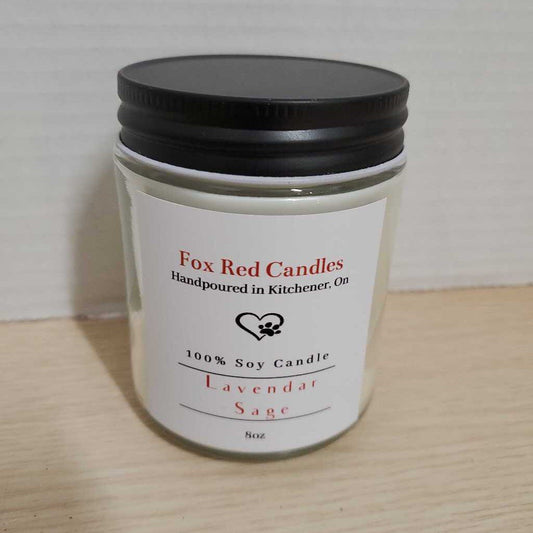 Fox Red Candles
Handpoured in Kitchener, On
100% Soy Candle
Lavendar
Sage
8oz